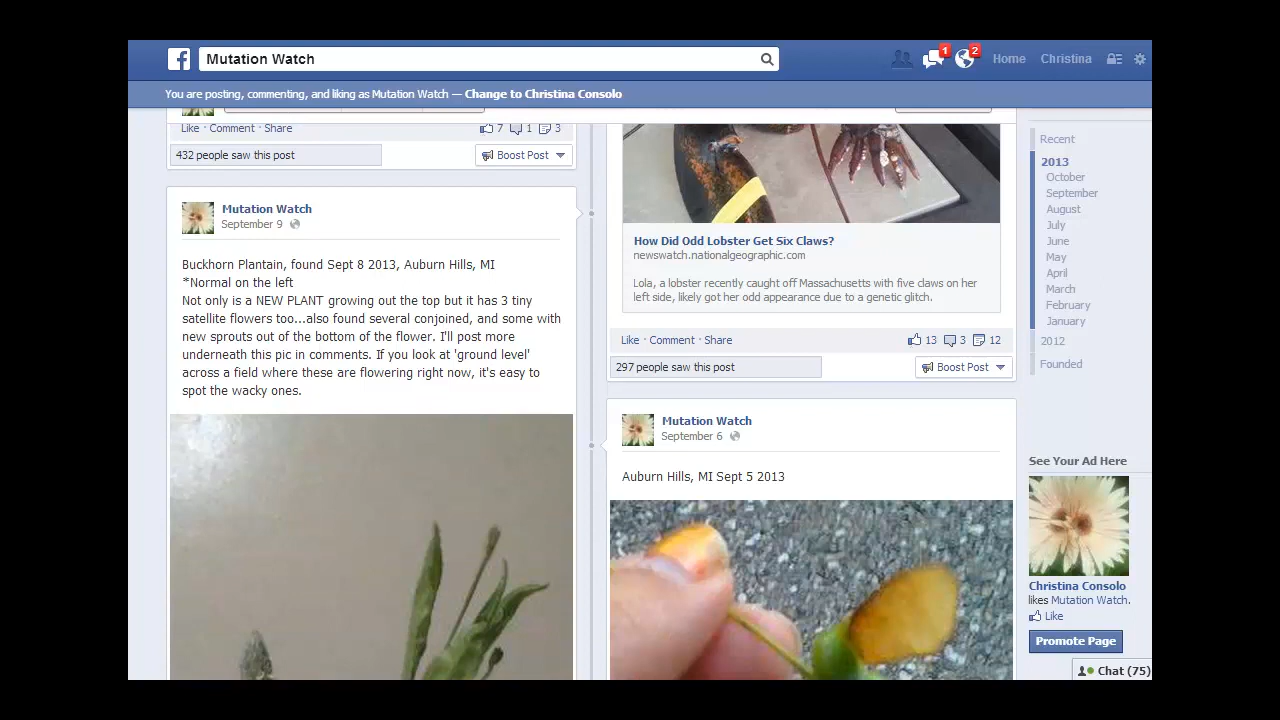 Mutation Watch
1
2
Home
Christina
You are posting, commenting, and liking as Mutation Watch — Change to Christina Consolo
Like · Comment · Share
7 1 3
432 people saw this post
Boost Post
Mutation Watch
September 9
Buckhorn Plantain, found Sept 8 2013, Auburn Hills, MI
*Normal on the left
Not only is a NEW PLANT growing out the top but it has 3 tiny
satellite flowers too...also found several conjoined, and some with
new sprouts out of the bottom of the flower. I'll post more
underneath this pic in comments. If you look at 'ground level'
across a field where these are flowering right now, it's easy to
spot the wacky ones.
How Did Odd Lobster Get Six Claws?
newswatch.nationalgeographic.com
Lola, a lobster recently caught off Massachusetts with five claws on her
left side, likely got her odd appearance due to a genetic glitch.
Like · Comment · Share
13 3 12
297 people saw this post
Boost Post
Mutation Watch
September 6
Auburn Hills, MI Sept 5 2013
Recent
2013
October
September
August
July
June
May
April
March
February
January
2012
Founded
See Your Ad Here
Christina Consolo
likes Mutation Watch.
Like
Promote Page
Chat (75)